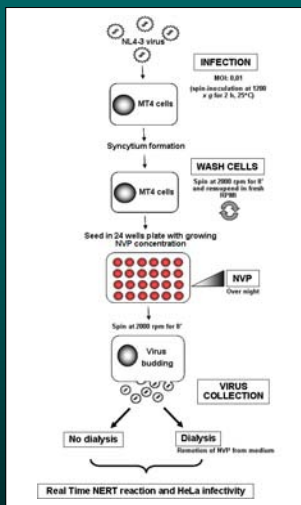 NL4-3 virus
INFECTION
MOI: 0,01
(spin-inoculation at 1200
x g for 2 h, 25°C)
MT4 cells
Syncytium formation
WASH CELLS
Spin at 2000 rpm for 8'
and resuspend in fresh
RPMI
MT4 cells
Seed in 24 wells plate with growing
NVP concentration
NVP
Over night
Spin at 2000 rpm for 8'
Virus
budding
VIRUS
COLLECTION
No dialysis
Dialysis
Remotion of NVP from medium
Real Time NERT reaction and HeLa infectivity